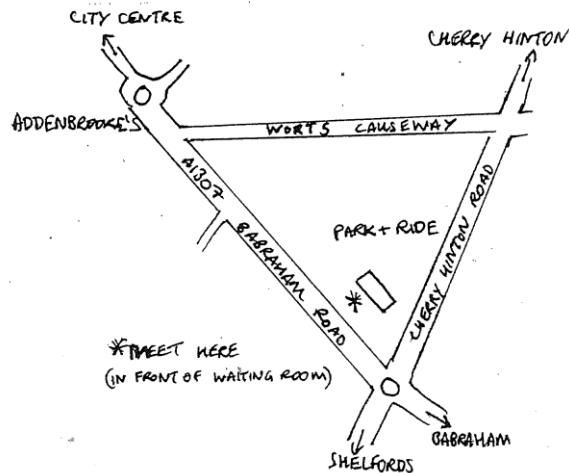 CITY CENTRE
CHERRY HINTON
ADDENBROOKE'S
WORTS CAUSEWAY
A1307 BABRAHAM ROAD
CHERRY HINTON ROAD
PARK + RIDE
*MEET HERE
(IN FRONT OF WAITING ROOM)
BABRAHAM
SHELFORDS